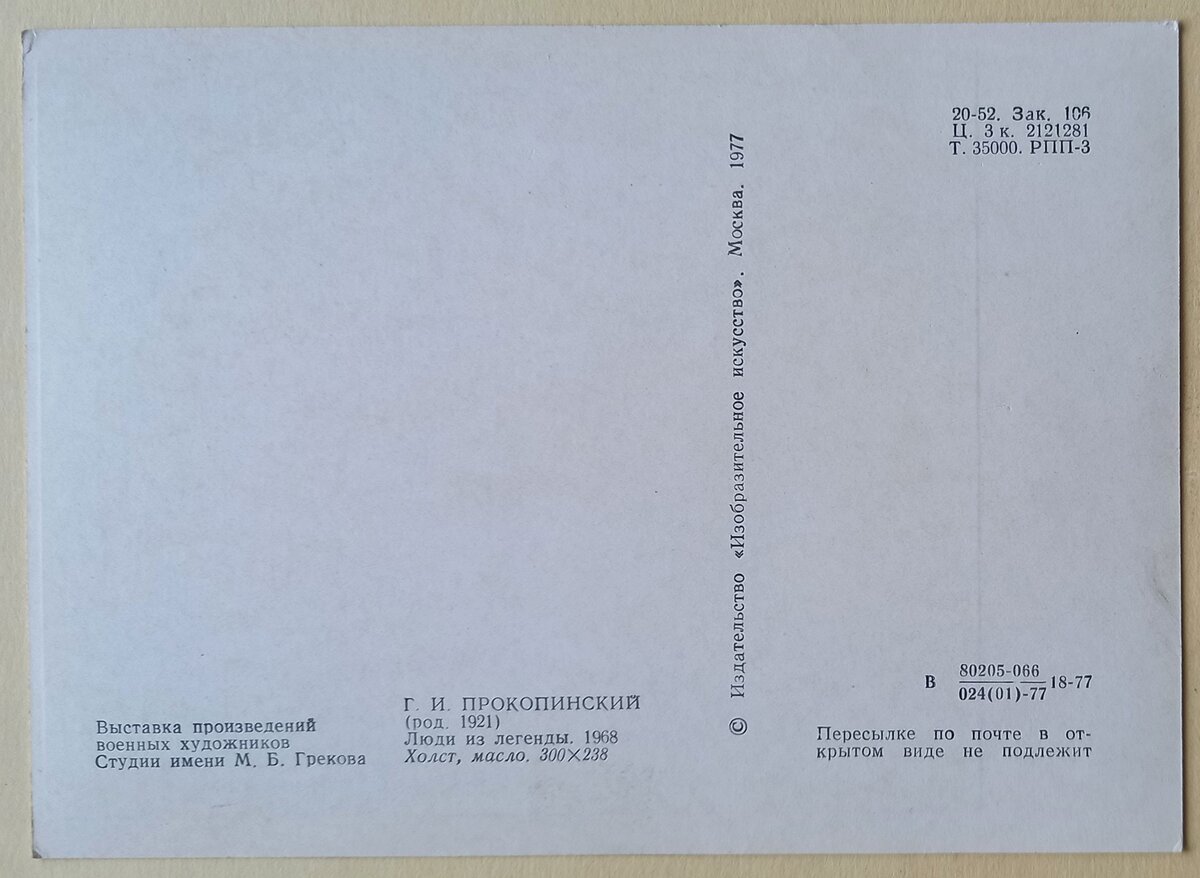 Выставка произведений
военных художников
Студии имени М. Б. Грекова
Г. И. ПРОКОПИНСКИЙ
(род. 1921)
Люди из легенды. 1968
Холст, масло. 300×238
© Издательство «Изобразительное искусство». Москва. 1977
20-52. Зак. 106
Ц. 3 к. 2121281
Т. 35000. РПП-3
В 80205-066 18-77
024(01)-77
Пересылке по почте в от-
крытом виде не подлежит